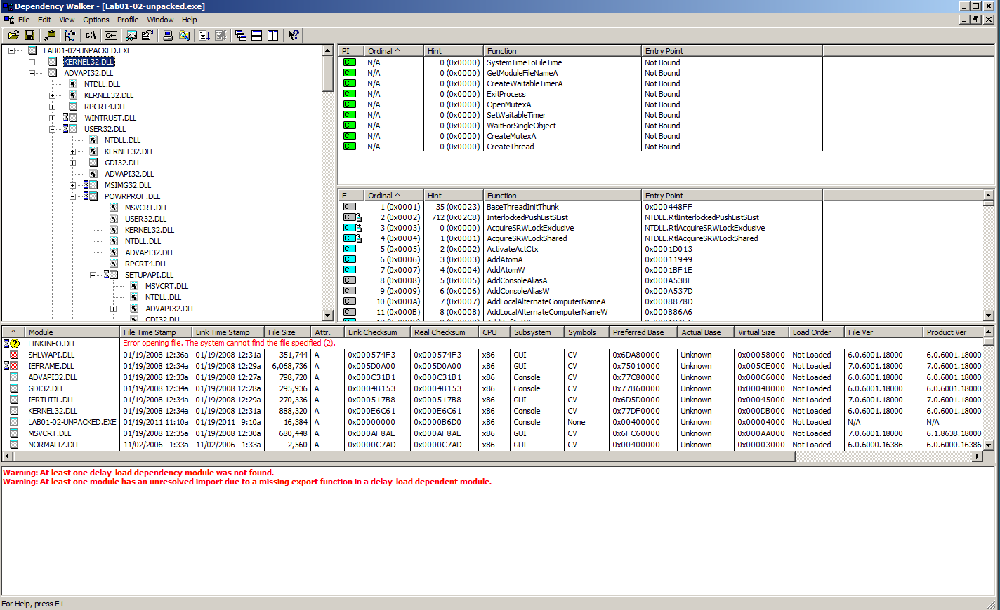 Dependency Walker - [Lab01-02-unpacked.exe]
File Edit View Options Profile Window Help
c:\ C++
LAB01-02-UNPACKED.EXE
KERNEL32.DLL
ADVAPI32.DLL
NTDLL.DLL
KERNEL32.DLL
RPCRT4.DLL
WINTRUST.DLL
USER32.DLL
NTDLL.DLL
KERNEL32.DLL
GDI32.DLL
ADVAPI32.DLL
MSIMG32.DLL
POWRPROF.DLL
MSVCRT.DLL
USER32.DLL
KERNEL32.DLL
NTDLL.DLL
ADVAPI32.DLL
RPCRT4.DLL
SETUPAPI.DLL
MSVCRT.DLL
NTDLL.DLL
ADVAPI32.DLL
GDI32.DLL
PI Ordinal ^ Hint Function Entry Point
C N/A 0 (0x0000) SystemTimeToFileTime Not Bound
C N/A 0 (0x0000) GetModuleFileNameA Not Bound
C N/A 0 (0x0000) CreateWaitableTimerA Not Bound
C N/A 0 (0x0000) ExitProcess Not Bound
C N/A 0 (0x0000) OpenMutexA Not Bound
C N/A 0 (0x0000) SetWaitableTimer Not Bound
C N/A 0 (0x0000) WaitForSingleObject Not Bound
C N/A 0 (0x0000) CreateMutexA Not Bound
C N/A 0 (0x0000) CreateThread Not Bound
E Ordinal ^ Hint Function Entry Point
C 1 (0x0001) 35 (0x0023) BaseThreadInitThunk 0x000448FF
C 2 (0x0002) 712 (0x02C8) InterlockedPushListSList NTDLL.RtlInterlockedPushListSList
C 3 (0x0003) 0 (0x0000) AcquireSRWLockExclusive NTDLL.RtlAcquireSRWLockExclusive
C 4 (0x0004) 1 (0x0001) AcquireSRWLockShared NTDLL.RtlAcquireSRWLockShared
C 5 (0x0005) 2 (0x0002) ActivateActCtx 0x0001D013
C 6 (0x0006) 3 (0x0003) AddAtomA 0x00011949
C 7 (0x0007) 4 (0x0004) AddAtomW 0x0001BF1E
C 8 (0x0008) 5 (0x0005) AddConsoleAliasA 0x000A53BE
C 9 (0x0009) 6 (0x0006) AddConsoleAliasW 0x000A537D
C 10 (0x000A) 7 (0x0007) AddLocalAlternateComputerNameA 0x0008878D
C 11 (0x000B) 8 (0x0008) AddLocalAlternateComputerNameW 0x000886A6
^ Module File Time Stamp Link Time Stamp File Size Attr. Link Checksum Real Checksum CPU Subsystem Symbols Preferred Base Actual Base Virtual Size Load Order File Ver Product Ver
? LINKINFO.DLL Error opening file. The system cannot find the file specified (2).
SHLWAPI.DLL 01/19/2008 12:36a 01/19/2008 12:31a 351,744 A 0x000574F3 0x000574F3 x86 GUI CV 0x6DA80000 Unknown 0x00058000 Not Loaded 6.0.6001.18000 6.0.6001.18000
IEFRAME.DLL 01/19/2008 12:34a 01/19/2008 12:29a 6,068,736 A 0x005D0A00 0x005D0A00 x86 GUI CV 0x75010000 Unknown 0x005CE000 Not Loaded 7.0.6001.18000 7.0.6001.18000
ADVAPI32.DLL 01/19/2008 12:33a 01/19/2008 12:27a 798,720 A 0x000C31B1 0x000C31B1 x86 Console CV 0x77C80000 Unknown 0x000C6000 Not Loaded 6.0.6001.18000 6.0.6001.18000
GDI32.DLL 01/19/2008 12:34a 01/19/2008 12:28a 295,936 A 0x0004B153 0x0004B153 x86 GUI CV 0x77B60000 Unknown 0x0004B000 Not Loaded 6.0.6001.18000 6.0.6001.18000
IERTUTIL.DLL 01/19/2008 12:34a 01/19/2008 12:29a 270,336 A 0x000517B8 0x000517B8 x86 GUI CV 0x6D5D0000 Unknown 0x00045000 Not Loaded 7.0.6001.18000 7.0.6001.18000
KERNEL32.DLL 01/19/2008 12:34a 01/19/2008 12:31a 888,320 A 0x000E6C61 0x000E6C61 x86 Console CV 0x77DF0000 Unknown 0x000DB000 Not Loaded 6.0.6001.18000 6.0.6001.18000
LAB01-02-UNPACKED.EXE 01/19/2011 11:10a 01/19/2011 9:10a 16,384 A 0x00000000 0x0000B6D0 x86 Console None 0x00400000 Unknown 0x00004000 Not Loaded N/A N/A
MSVCRT.DLL 01/19/2008 12:35a 01/19/2008 12:30a 680,448 A 0x000AF8AE 0x000AF8AE x86 GUI CV 0x6FC60000 Unknown 0x000AA000 Not Loaded 7.0.6001.18000 6.1.8638.18000
NORMALIZ.DLL 11/02/2006 1:33a 11/02/2006 1:33a 2,560 A 0x0000C7AD 0x0000C7AD x86 GUI CV 0x00400000 Unknown 0x00003000 Not Loaded 6.0.6000.16386 6.0.6000.16386
Warning: At least one delay-load dependency module was not found.
Warning: At least one module has an unresolved import due to a missing export function in a delay-load dependent module.
For Help, press F1